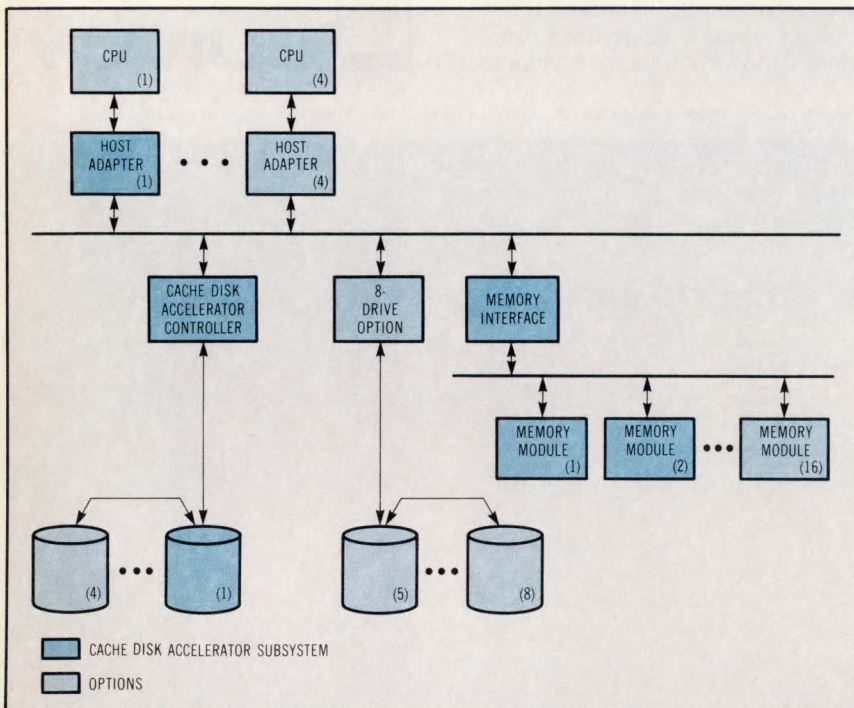 CPU
(1)
CPU
(4)
HOST
ADAPTER
(1)
HOST
ADAPTER
(4)
CACHE DISK
ACCELERATOR
CONTROLLER
8-
DRIVE
OPTION
MEMORY
INTERFACE
MEMORY
MODULE
(1)
MEMORY
MODULE
(2)
MEMORY
MODULE
(16)
(4)
(1)
(5)
(8)
CACHE DISK ACCELERATOR SUBSYSTEM
OPTIONS